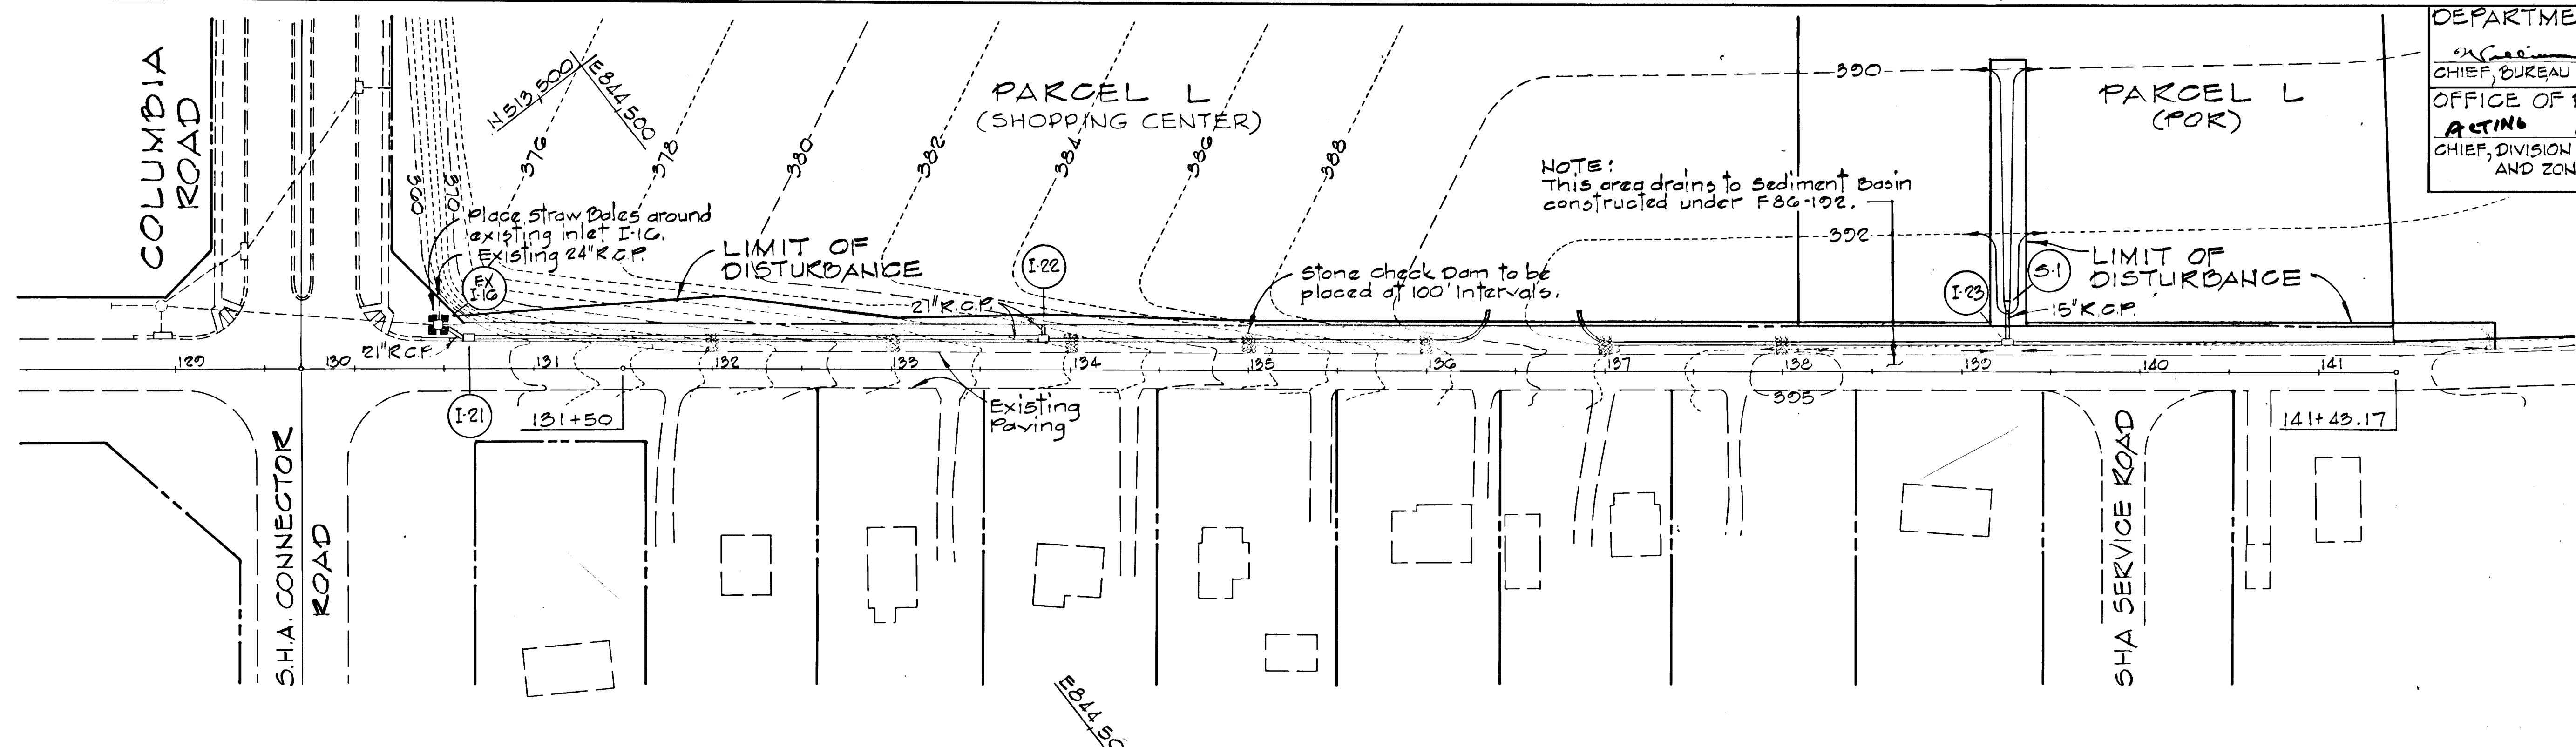 COLUMBIA
ROAD
N513,500
E844,500
376
378
380
382
384
386
388
390
392
360
370
PARCEL L
(SHOPPING CENTER)
PARCEL L
(POR)
DEPARTME
CHIEF, BUREAU
OFFICE OF
ACTING
CHIEF, DIVISION
AND ZON
NOTE:
This area drains to Sediment Basin
constructed under F86-192.
Place Straw Bales around
existing inlet I-16.
Existing 24" R.C.P.
EX
I-16
LIMIT OF
DISTURBANCE
21" R.C.P.
I-22
Stone Check Dam to be
placed at 100' Intervals.
I-23
S-1
LIMIT OF
DISTURBANCE
15" R.C.P.
21" R.C.P.
129
130
131
132
133
134
135
136
137
138
139
140
141
I-21
131+50
Existing
Paving
395
141+43.17
S.H.A. CONNECTOR
ROAD
SHA SERVICE ROAD
E844,50